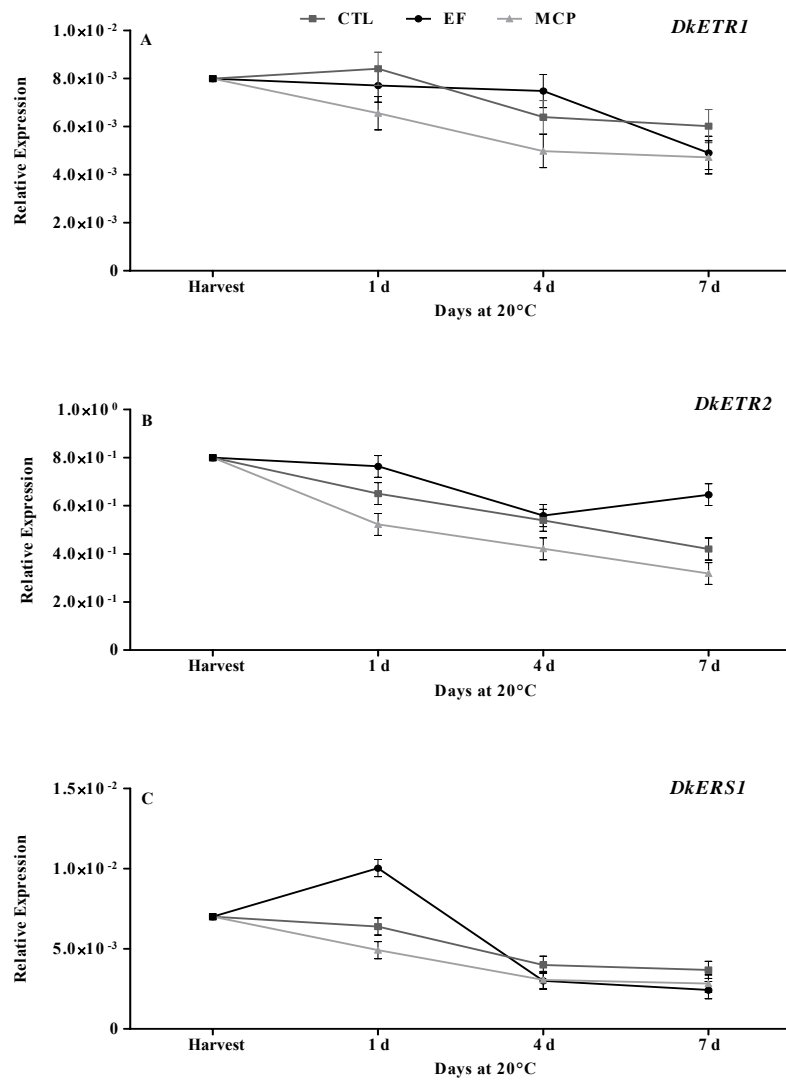 CTL EF MCP
A
DkETR1
Relative Expression
1.0×10⁻²
8.0×10⁻³
6.0×10⁻³
4.0×10⁻³
2.0×10⁻³
0
Harvest 1 d 4 d 7 d
Days at 20°C
B
DkETR2
Relative Expression
1.0×10⁰
8.0×10⁻¹
6.0×10⁻¹
4.0×10⁻¹
2.0×10⁻¹
0
Harvest 1 d 4 d 7 d
Days at 20°C
C
DkERS1
Relative Expression
1.5×10⁻²
1.0×10⁻²
5.0×10⁻³
0
Harvest 1 d 4 d 7 d
Days at 20°C